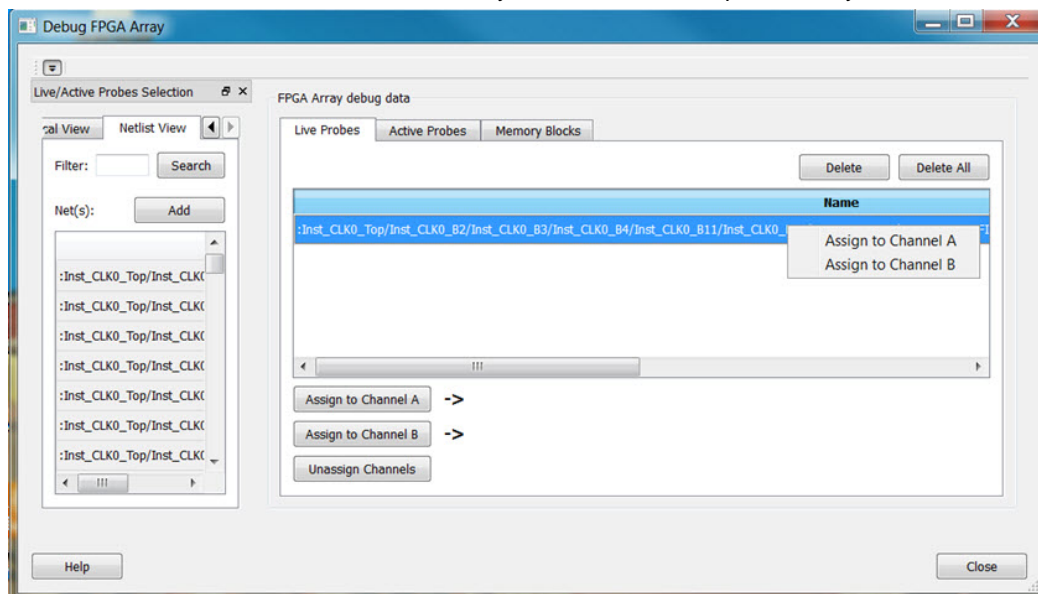 Debug FPGA Array
Live/Active Probes Selection
cal View Netlist View
Filter: Search
Net(s): Add
:Inst_CLK0_Top/Inst_CLK(
:Inst_CLK0_Top/Inst_CLK(
:Inst_CLK0_Top/Inst_CLK(
:Inst_CLK0_Top/Inst_CLK(
:Inst_CLK0_Top/Inst_CLK(
:Inst_CLK0_Top/Inst_CLK(
:Inst_CLK0_Top/Inst_CLK(
FPGA Array debug data
Live Probes Active Probes Memory Blocks
Delete Delete All
Name
:Inst_CLK0_Top/Inst_CLK0_B2/Inst_CLK0_B3/Inst_CLK0_B4/Inst_CLK0_B11/Inst_CLK0_
Assign to Channel A
Assign to Channel B
Assign to Channel A ->
Assign to Channel B ->
Unassign Channels
Help Close